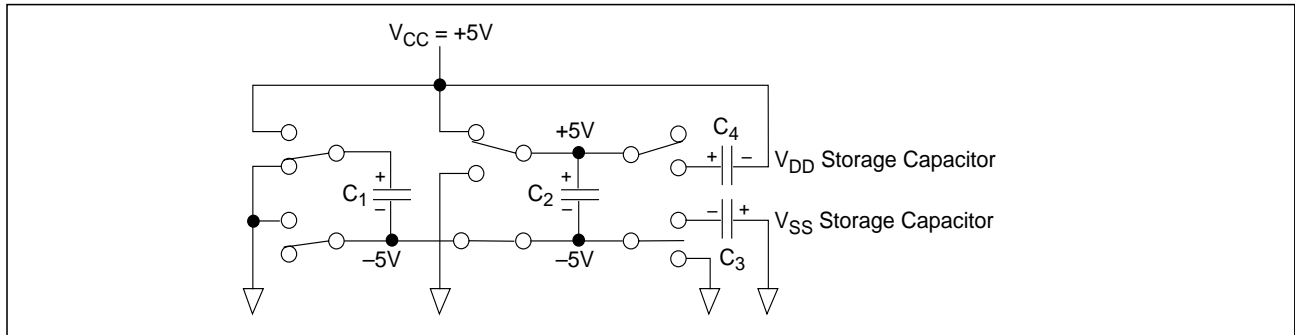 V_CC = +5V
+5V
C_4
+
–
V_DD Storage Capacitor
+
C_1
–
+
C_2
–
–
+
V_SS Storage Capacitor
–5V
–5V
C_3